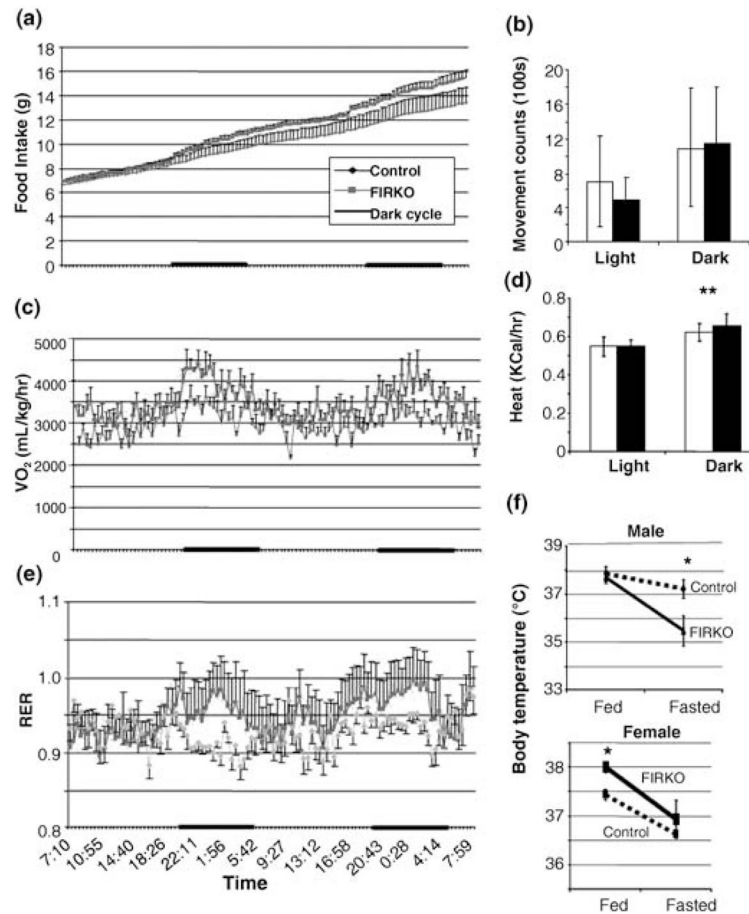 (a)
Food Intake (g)
18
16
14
12
10
8
6
4
2
0
Control
FIRKO
Dark cycle
(b)
Movement counts (100s)
20
16
12
8
4
0
Light
Dark
(c)
VO2 (mL/kg/hr)
5000
4000
3000
2000
1000
0
(d)
**
Heat (KCal/hr)
0.8
0.6
0.4
0.2
0
Light
Dark
(e)
RER
1.1
1.0
0.9
0.8
7:10
10:55
14:40
18:26
22:11
1:56
5:42
9:27
13:12
16:58
20:43
0:28
4:14
7:59
Time
(f)
Body temperature (°C)
Male
39
37
35
33
*
Control
FIRKO
Fed
Fasted
Female
38
37
36
*
FIRKO
Control
Fed
Fasted